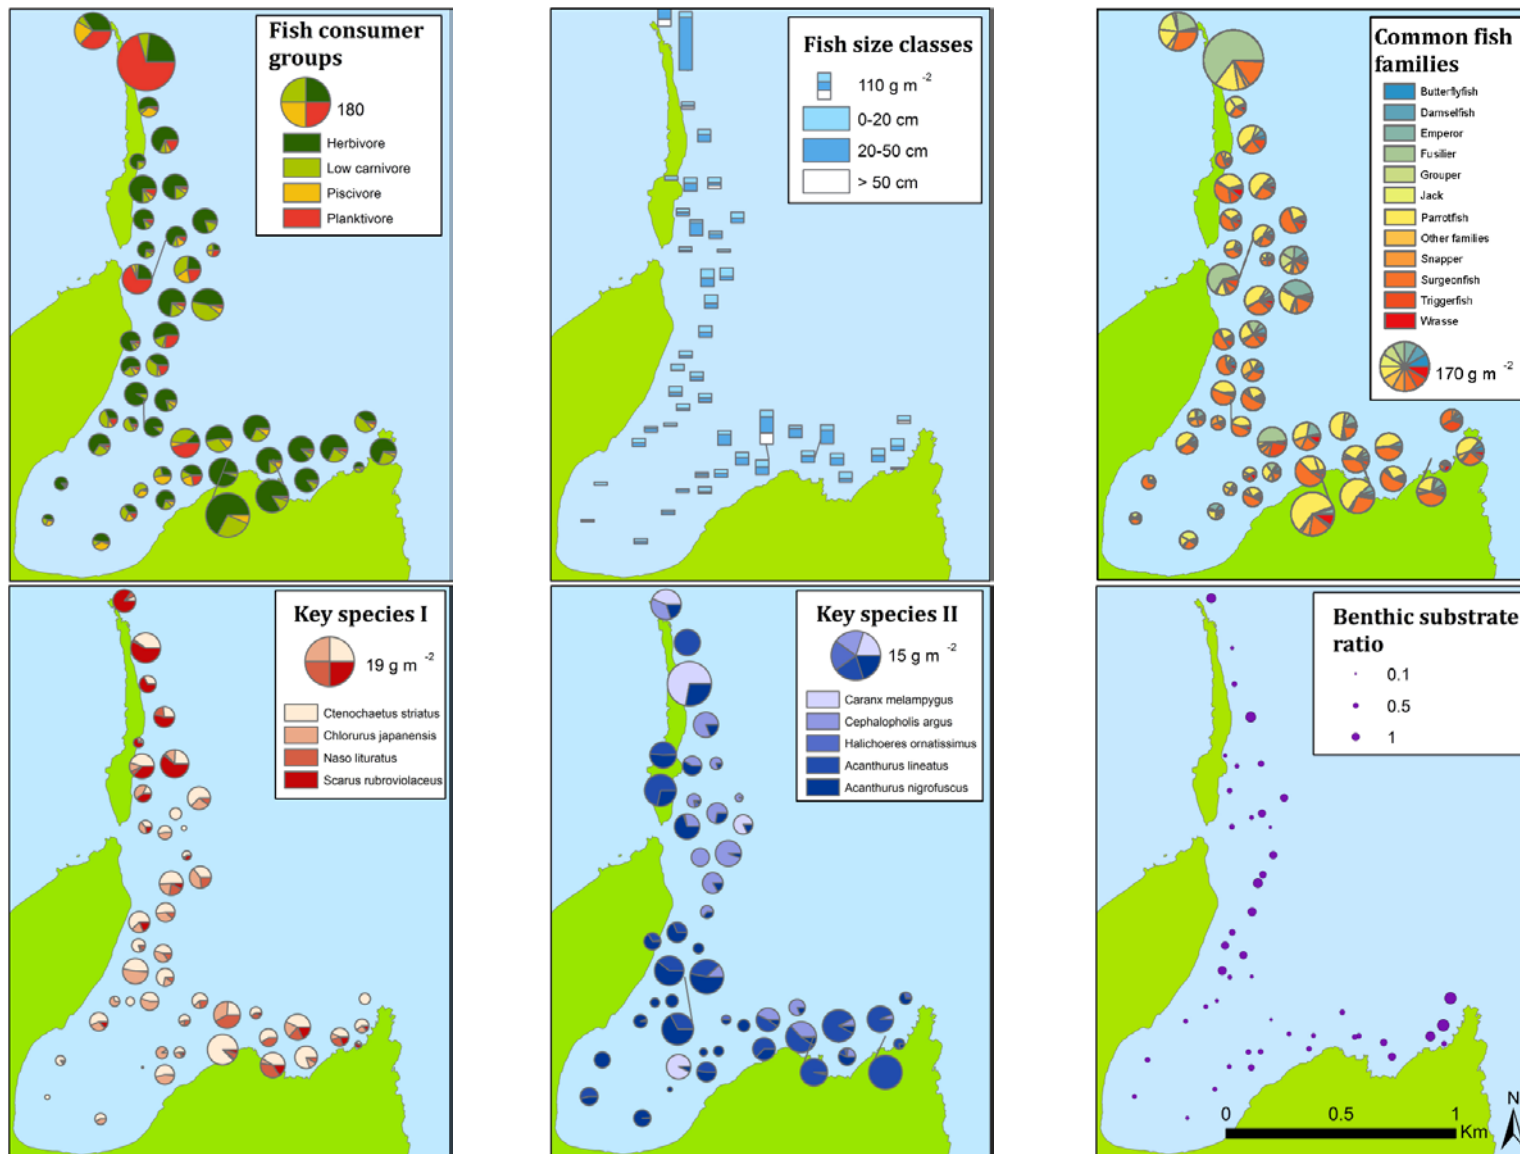 Fish consumer
groups
180
Herbivore
Low carnivore
Piscivore
Planktivore
Fish size classes
110 g m -2
0-20 cm
20-50 cm
> 50 cm
Common fish
families
Butterflyfish
Damselfish
Emperor
Fusilier
Grouper
Jack
Parrotfish
Other families
Snapper
Surgeonfish
Triggerfish
Wrasse
170 g m -2
Key species I
19 g m -2
Ctenochaetus striatus
Chlorurus japanensis
Naso lituratus
Scarus rubroviolaceus
Key species II
15 g m -2
Caranx melampygus
Cephalopholis argus
Halichoeres ornatissimus
Acanthurus lineatus
Acanthurus nigrofuscus
Benthic substrate
ratio
0.1
0.5
1
0 0.5 1
Km
N